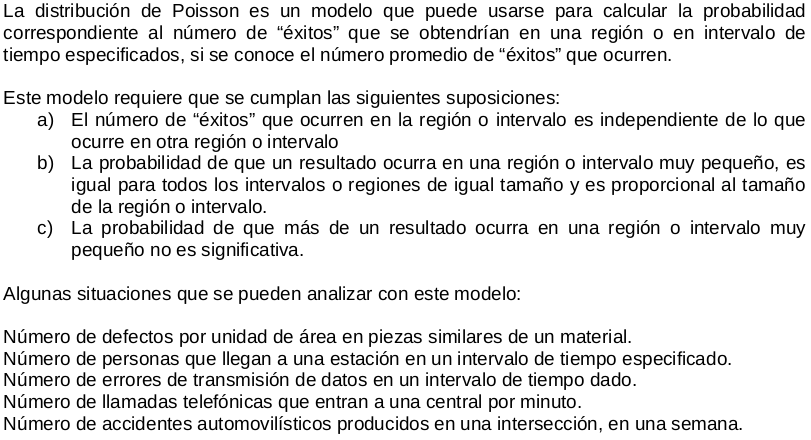 La distribución de Poisson es un modelo que puede usarse para calcular la probabilidad
correspondiente al número de “éxitos” que se obtendrían en una región o en intervalo de
tiempo especificados, si se conoce el número promedio de “éxitos” que ocurren.
Este modelo requiere que se cumplan las siguientes suposiciones:
a) El número de “éxitos” que ocurren en la región o intervalo es independiente de lo que
ocurre en otra región o intervalo
b) La probabilidad de que un resultado ocurra en una región o intervalo muy pequeño, es
igual para todos los intervalos o regiones de igual tamaño y es proporcional al tamaño
de la región o intervalo.
c) La probabilidad de que más de un resultado ocurra en una región o intervalo muy
pequeño no es significativa.
Algunas situaciones que se pueden analizar con este modelo:
Número de defectos por unidad de área en piezas similares de un material.
Número de personas que llegan a una estación en un intervalo de tiempo especificado.
Número de errores de transmisión de datos en un intervalo de tiempo dado.
Número de llamadas telefónicas que entran a una central por minuto.
Número de accidentes automovilísticos producidos en una intersección, en una semana.